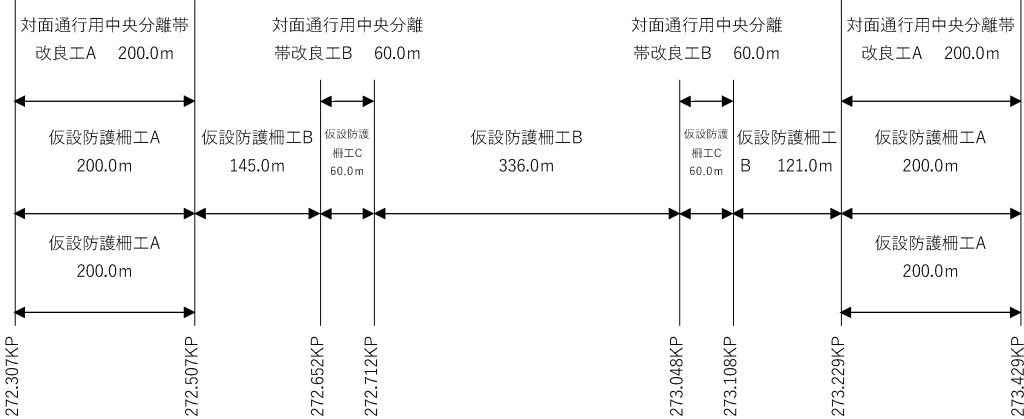 対面通行用中央分離帯
改良工A 200.0m
対面通行用中央分離
帯改良工B 60.0m
対面通行用中央分離
帯改良工B 60.0m
対面通行用中央分離帯
改良工A 200.0m
仮設防護柵工A
200.0m
仮設防護柵工B
145.0m
仮設防護
柵工C
60.0m
仮設防護柵工B
336.0m
仮設防護
柵工C
60.0m
仮設防護柵工
B 121.0m
仮設防護柵工A
200.0m
仮設防護柵工A
200.0m
仮設防護柵工A
200.0m
272.307KP
272.507KP
272.652KP
272.712KP
273.048KP
273.108KP
273.229KP
273.429KP